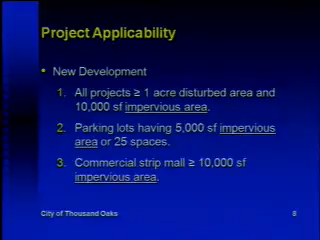 Project Applicability
• New Development
1. All projects ≥ 1 acre disturbed area and
10,000 sf impervious area.
2. Parking lots having 5,000 sf impervious
area or 25 spaces.
3. Commercial strip mall ≥ 10,000 sf
impervious area.
City of Thousand Oaks 8